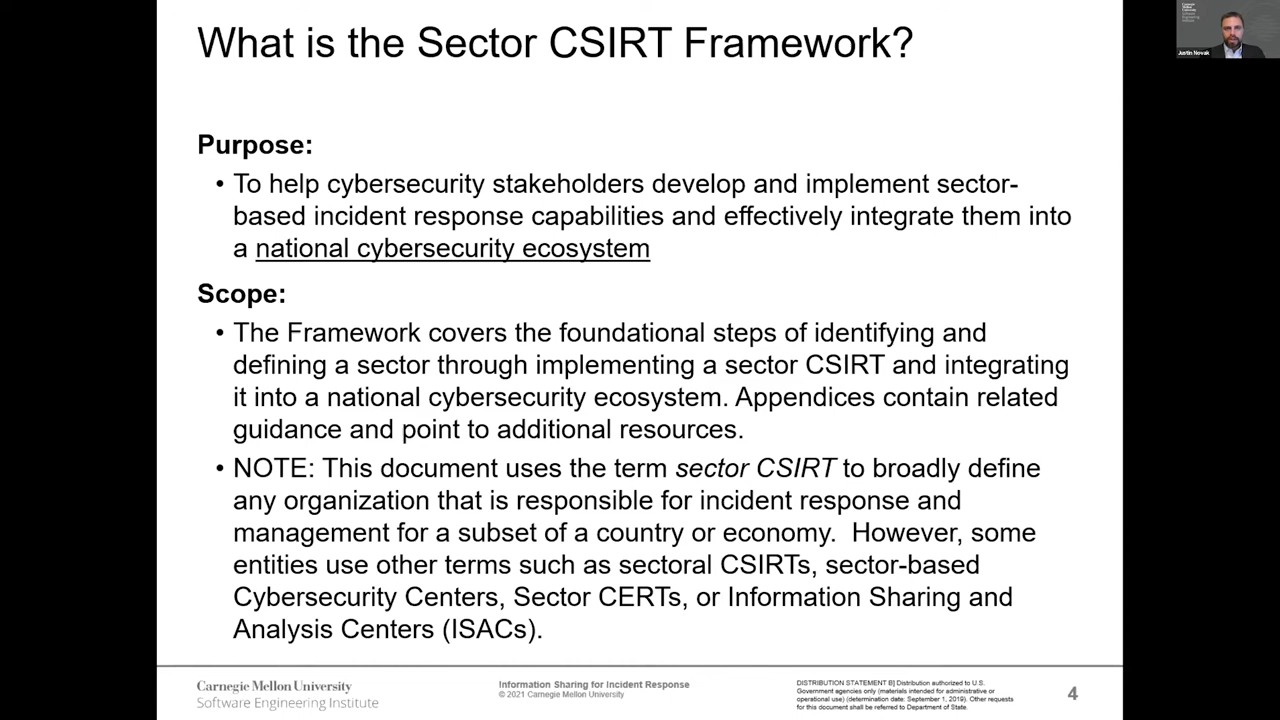 What is the Sector CSIRT Framework?
Carnegie
Mellon
University
Software
Engineering
Institute
Justin Novak
Purpose:
• To help cybersecurity stakeholders develop and implement sector-
based incident response capabilities and effectively integrate them into
a national cybersecurity ecosystem
Scope:
• The Framework covers the foundational steps of identifying and
defining a sector through implementing a sector CSIRT and integrating
it into a national cybersecurity ecosystem. Appendices contain related
guidance and point to additional resources.
• NOTE: This document uses the term sector CSIRT to broadly define
any organization that is responsible for incident response and
management for a subset of a country or economy.  However, some
entities use other terms such as sectoral CSIRTs, sector-based
Cybersecurity Centers, Sector CERTs, or Information Sharing and
Analysis Centers (ISACs).
Carnegie Mellon University
Software Engineering Institute
Information Sharing for Incident Response
© 2021 Carnegie Mellon University
DISTRIBUTION STATEMENT B] Distribution authorized to U.S.
Government agencies only (materials intended for administrative or
operational use) (determination date: September 1, 2019). Other requests
for this document shall be referred to Department of State.
4